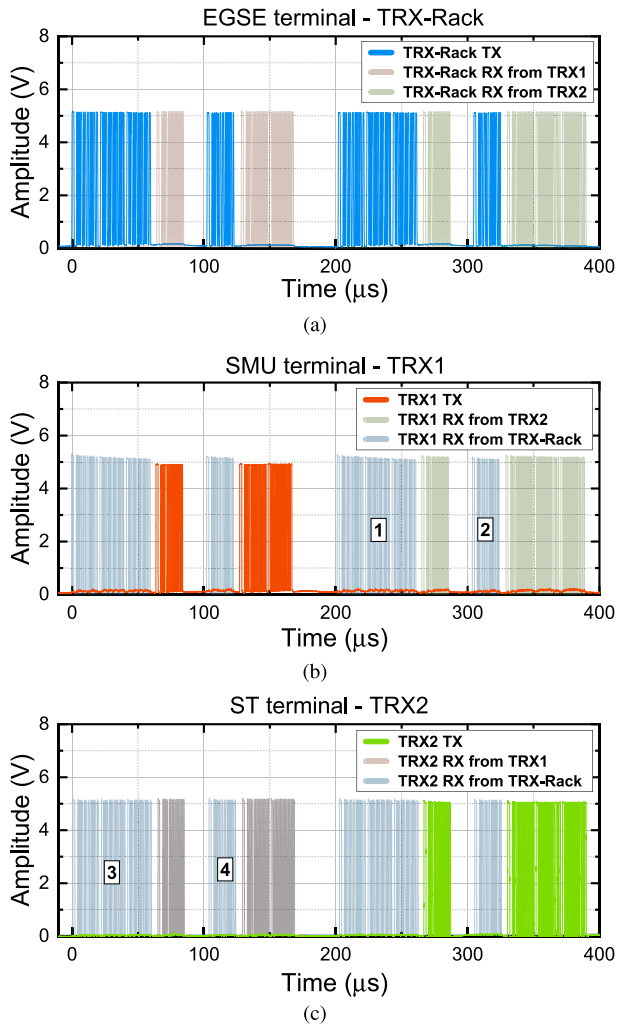 EGSE terminal - TRX-Rack
8
6
4
2
0
Amplitude (V)
TRX-Rack TX
TRX-Rack RX from TRX1
TRX-Rack RX from TRX2
0 100 200 300 400
Time (μs)
(a)
SMU terminal - TRX1
8
6
4
2
0
Amplitude (V)
TRX1 TX
TRX1 RX from TRX2
TRX1 RX from TRX-Rack
1 2
0 100 200 300 400
Time (μs)
(b)
ST terminal - TRX2
8
6
4
2
0
Amplitude (V)
TRX2 TX
TRX2 RX from TRX1
TRX2 RX from TRX-Rack
3 4
0 100 200 300 400
Time (μs)
(c)